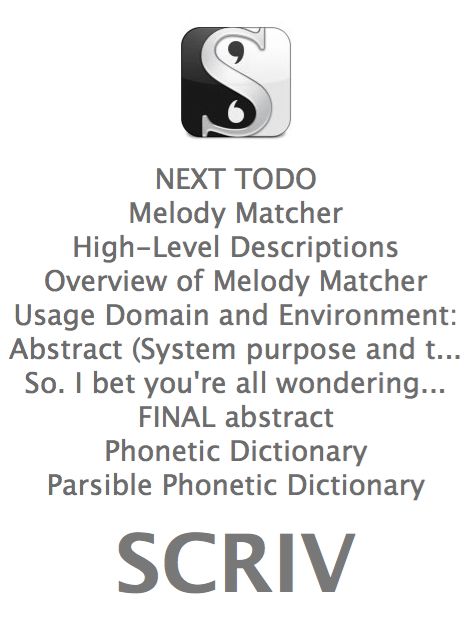 NEXT TODO
Melody Matcher
High-Level Descriptions
Overview of Melody Matcher
Usage Domain and Environment:
Abstract (System purpose and t...
So. I bet you're all wondering...
FINAL abstract
Phonetic Dictionary
Parsible Phonetic Dictionary
SCRIV